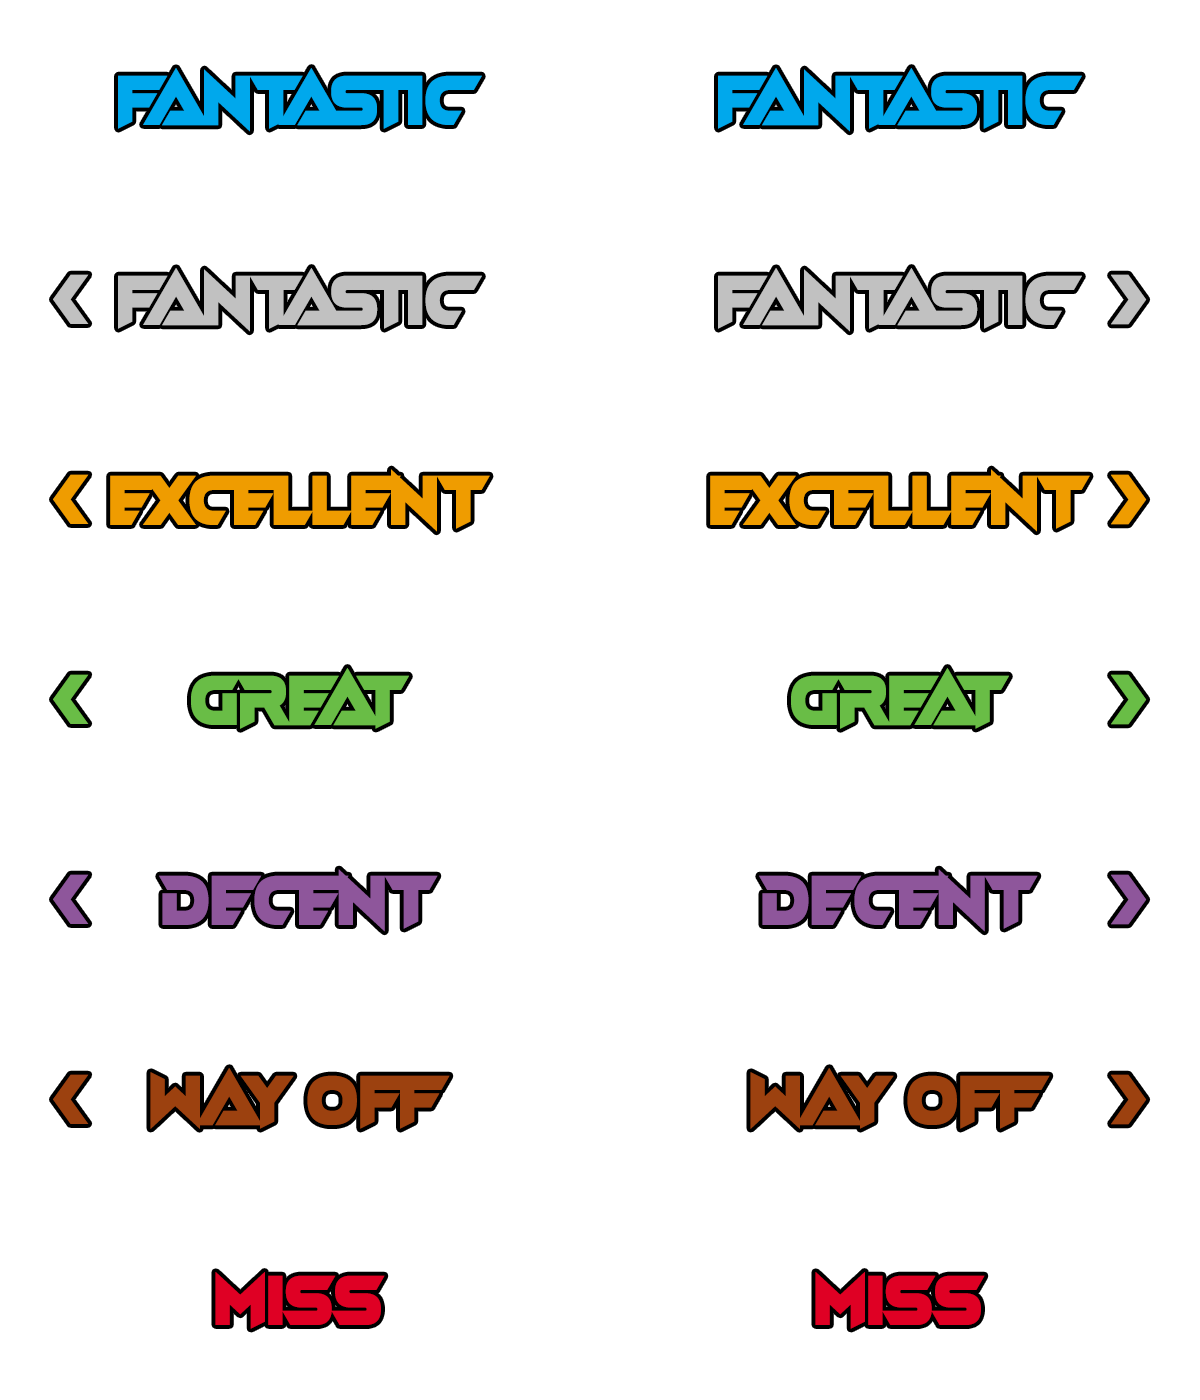 FANTASTIC FANTASTIC
< FANTASTIC FANTASTIC >
< EXCELLENT EXCELLENT >
< GREAT GREAT >
< DECENT DECENT >
< WAY OFF WAY OFF >
MISS MISS